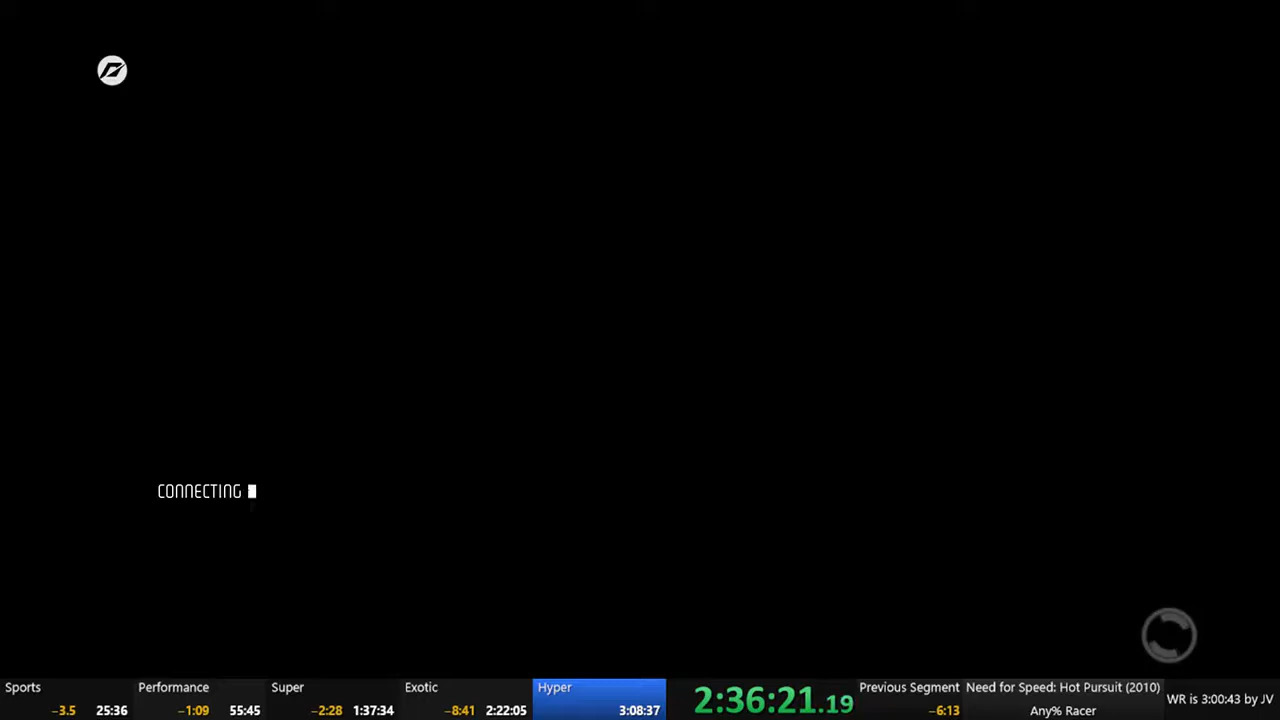 CONNECTING
Sports
−3.5 25:36
Performance
−1:09 55:45
Super
−2:28 1:37:34
Exotic
−8:41 2:22:05
Hyper
3:08:37
2:36:21.19
Previous Segment
−6:13
Need for Speed: Hot Pursuit (2010)
Any% Racer
WR is 3:00:43 by JV